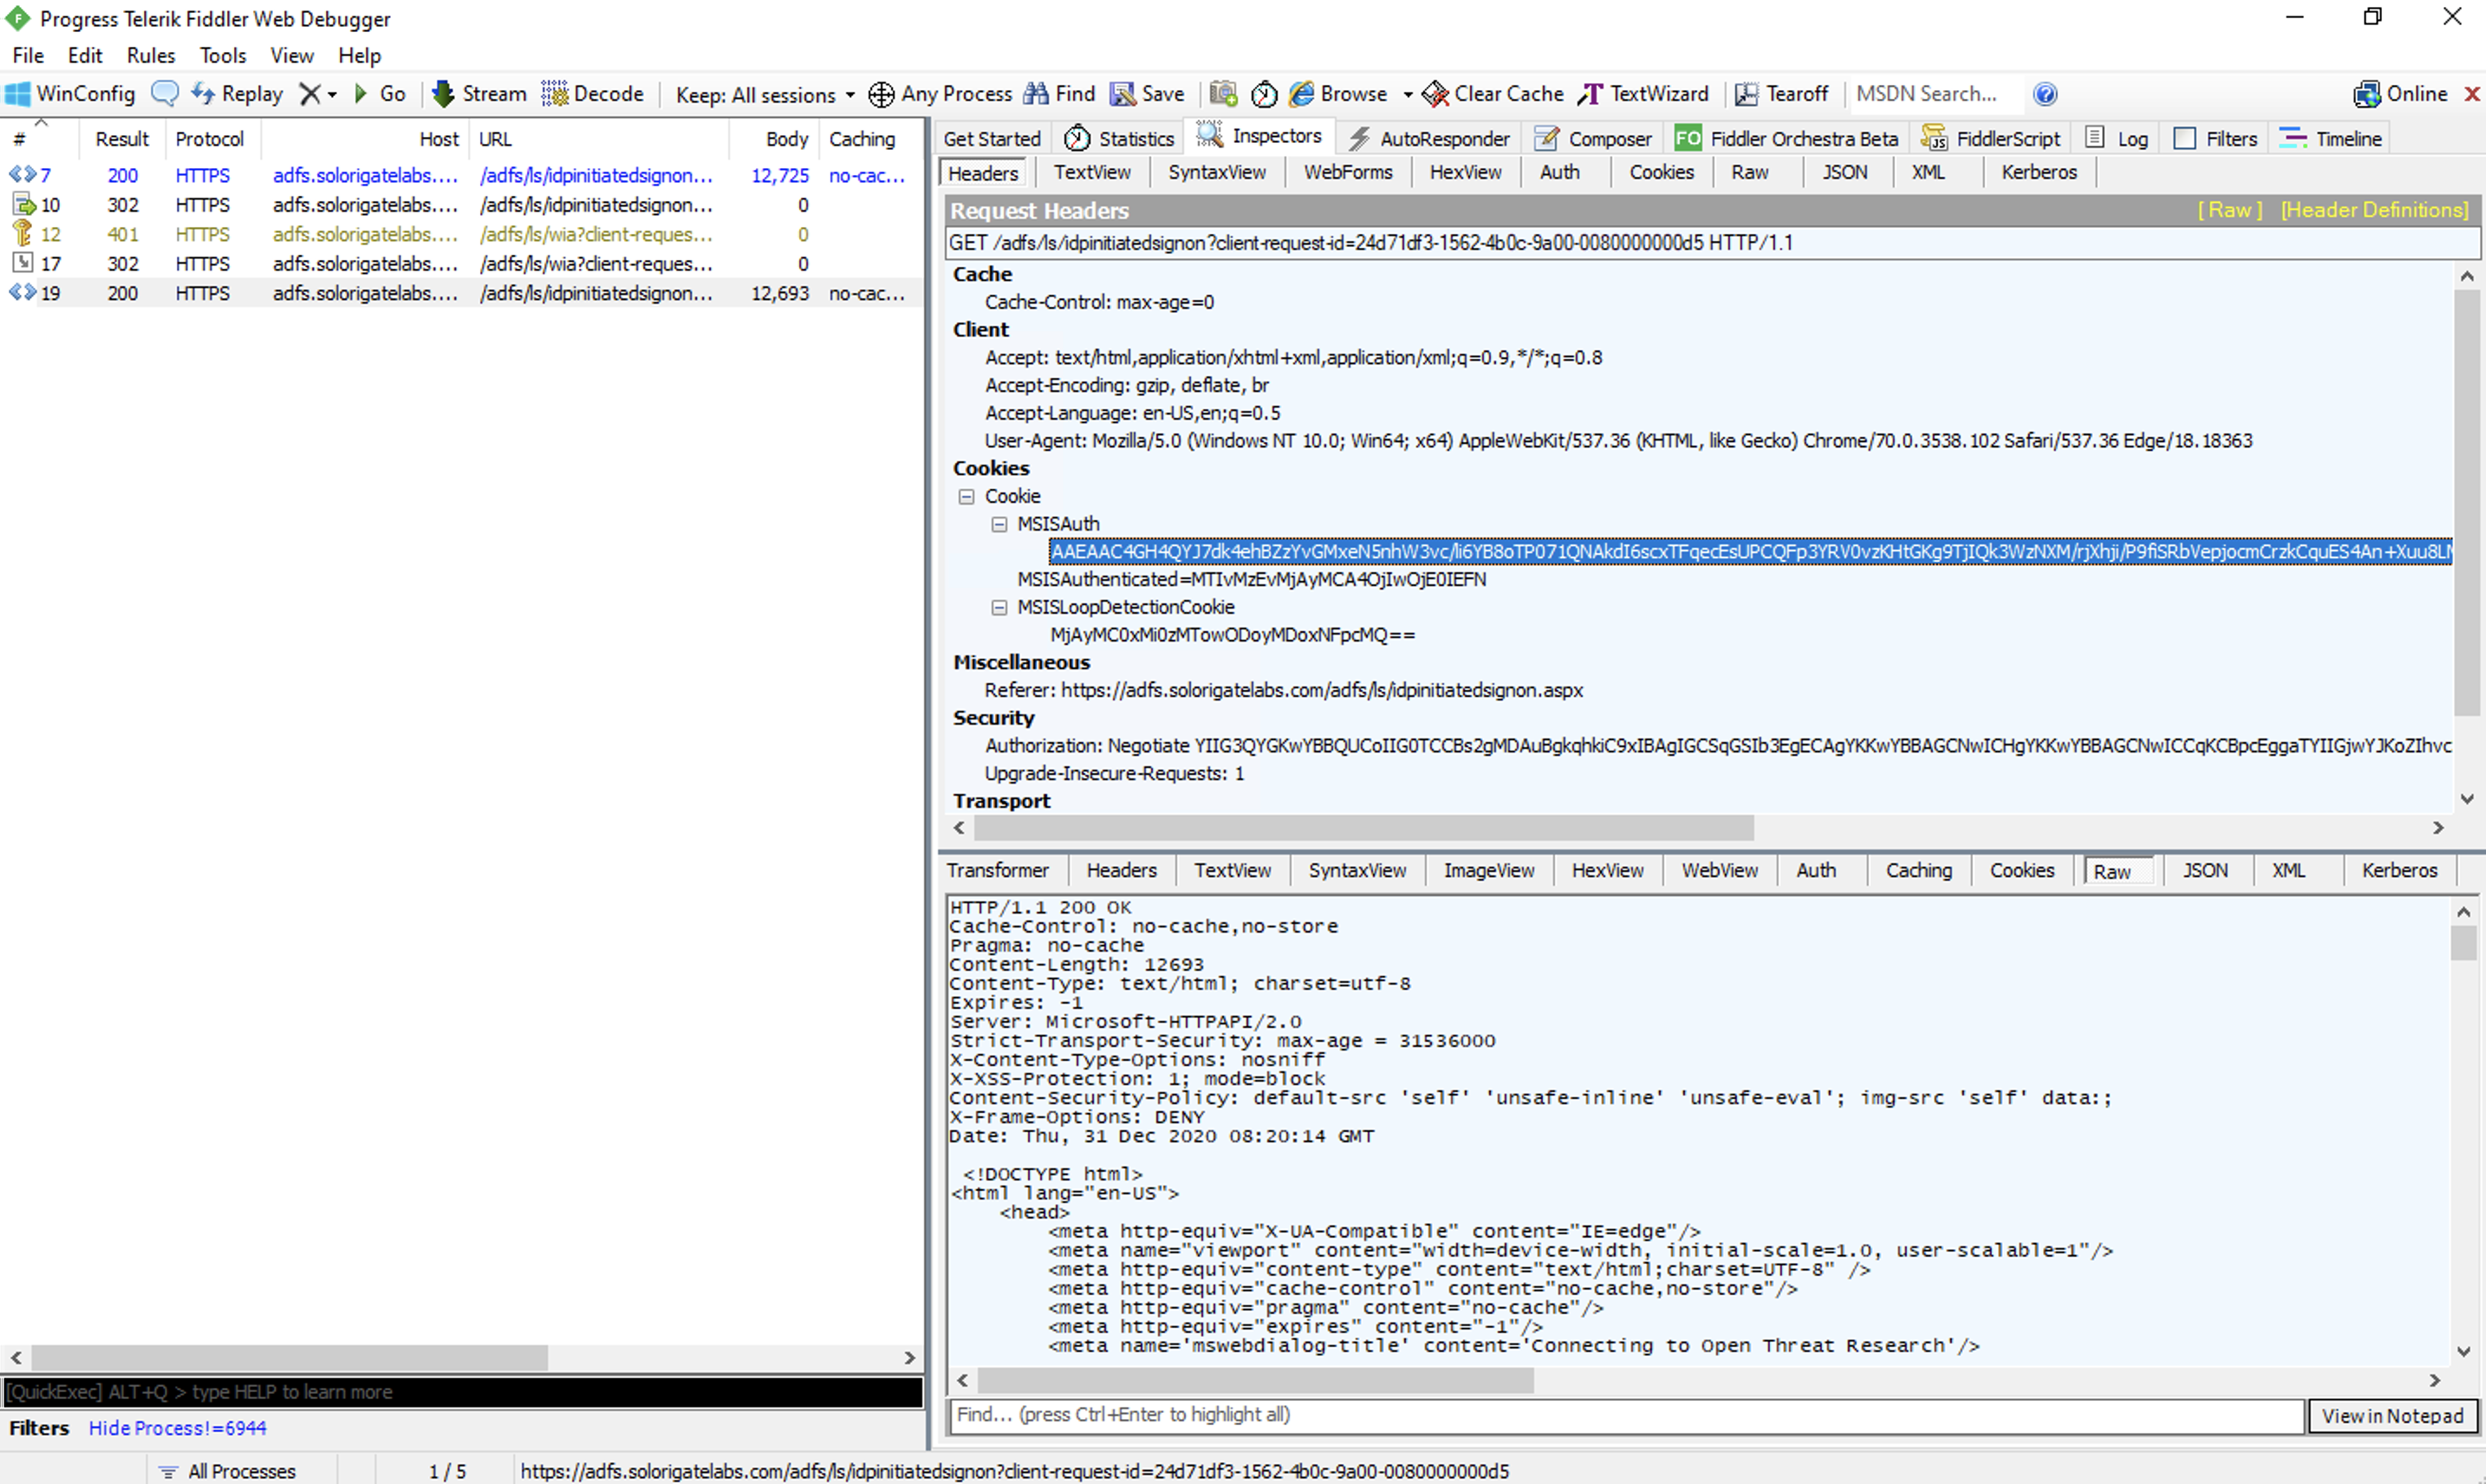 Progress Telerik Fiddler Web Debugger
File Edit Rules Tools View Help
WinConfig Replay Go Stream Decode Keep: All sessions Any Process Find Save Browse Clear Cache TextWizard Tearoff MSDN Search... Online
# Result Protocol Host URL Body Caching
7 200 HTTPS adfs.solorigatelabs.... /adfs/ls/idpinitiatedsignon... 12,725 no-cac...
10 302 HTTPS adfs.solorigatelabs.... /adfs/ls/idpinitiatedsignon... 0
12 401 HTTPS adfs.solorigatelabs.... /adfs/ls/wia?client-reques... 0
17 302 HTTPS adfs.solorigatelabs.... /adfs/ls/wia?client-reques... 0
19 200 HTTPS adfs.solorigatelabs.... /adfs/ls/idpinitiatedsignon... 12,693 no-cac...
[QuickExec] ALT+Q > type HELP to learn more
Filters Hide Process!=6944
Get Started Statistics Inspectors AutoResponder Composer FO Fiddler Orchestra Beta FiddlerScript Log Filters Timeline
Headers TextView SyntaxView WebForms HexView Auth Cookies Raw JSON XML Kerberos
Request Headers [ Raw ] [Header Definitions]
GET /adfs/ls/idpinitiatedsignon?client-request-id=24d71df3-1562-4b0c-9a00-0080000000d5 HTTP/1.1
Cache
Cache-Control: max-age=0
Client
Accept: text/html,application/xhtml+xml,application/xml;q=0.9,*/*;q=0.8
Accept-Encoding: gzip, deflate, br
Accept-Language: en-US,en;q=0.5
User-Agent: Mozilla/5.0 (Windows NT 10.0; Win64; x64) AppleWebKit/537.36 (KHTML, like Gecko) Chrome/70.0.3538.102 Safari/537.36 Edge/18.18363
Cookies
Cookie
MSISAuth
AAEAAC4GH4QYJ7dk4ehBZzYvGMxeN5nhW3vc/li6YB8oTP071QNAkdI6scxTFqecEsUPCQFp3YRV0vzKHtGKg9TjIQk3WzNXM/rjXhji/P9fiSRbVepjocmCrzkCquES4An+Xuu8L
MSISAuthenticated=MTIvMzEvMjAyMCA4OjIwOjE0IEFN
MSISLoopDetectionCookie
MjAyMC0xMi0zMTowODoyMDoxNFpcMQ==
Miscellaneous
Referer: https://adfs.solorigatelabs.com/adfs/ls/idpinitiatedsignon.aspx
Security
Authorization: Negotiate YIIG3QYGKwYBBQUCoIIG0TCCBs2gMDAuBgkqhkiC9xIBAgIGCSqGSIb3EgECAgYKKwYBBAGCNwICHgYKKwYBBAGCNwICCqKCBpcEggaTYIIGjwYJKoZIhvc
Upgrade-Insecure-Requests: 1
Transport
Transformer Headers TextView SyntaxView ImageView HexView WebView Auth Caching Cookies Raw JSON XML Kerberos
HTTP/1.1 200 OK
Cache-Control: no-cache,no-store
Pragma: no-cache
Content-Length: 12693
Content-Type: text/html; charset=utf-8
Expires: -1
Server: Microsoft-HTTPAPI/2.0
Strict-Transport-Security: max-age = 31536000
X-Content-Type-Options: nosniff
X-XSS-Protection: 1; mode=block
Content-Security-Policy: default-src 'self' 'unsafe-inline' 'unsafe-eval'; img-src 'self' data:;
X-Frame-Options: DENY
Date: Thu, 31 Dec 2020 08:20:14 GMT
<!DOCTYPE html>
<html lang="en-US">
<head>
<meta http-equiv="X-UA-Compatible" content="IE=edge"/>
<meta name="viewport" content="width=device-width, initial-scale=1.0, user-scalable=1"/>
<meta http-equiv="content-type" content="text/html;charset=UTF-8" />
<meta http-equiv="cache-control" content="no-cache,no-store"/>
<meta http-equiv="pragma" content="no-cache"/>
<meta http-equiv="expires" content="-1"/>
<meta name='mswebdialog-title' content='Connecting to Open Threat Research'/>
Find... (press Ctrl+Enter to highlight all) View in Notepad
All Processes 1 / 5 https://adfs.solorigatelabs.com/adfs/ls/idpinitiatedsignon?client-request-id=24d71df3-1562-4b0c-9a00-0080000000d5